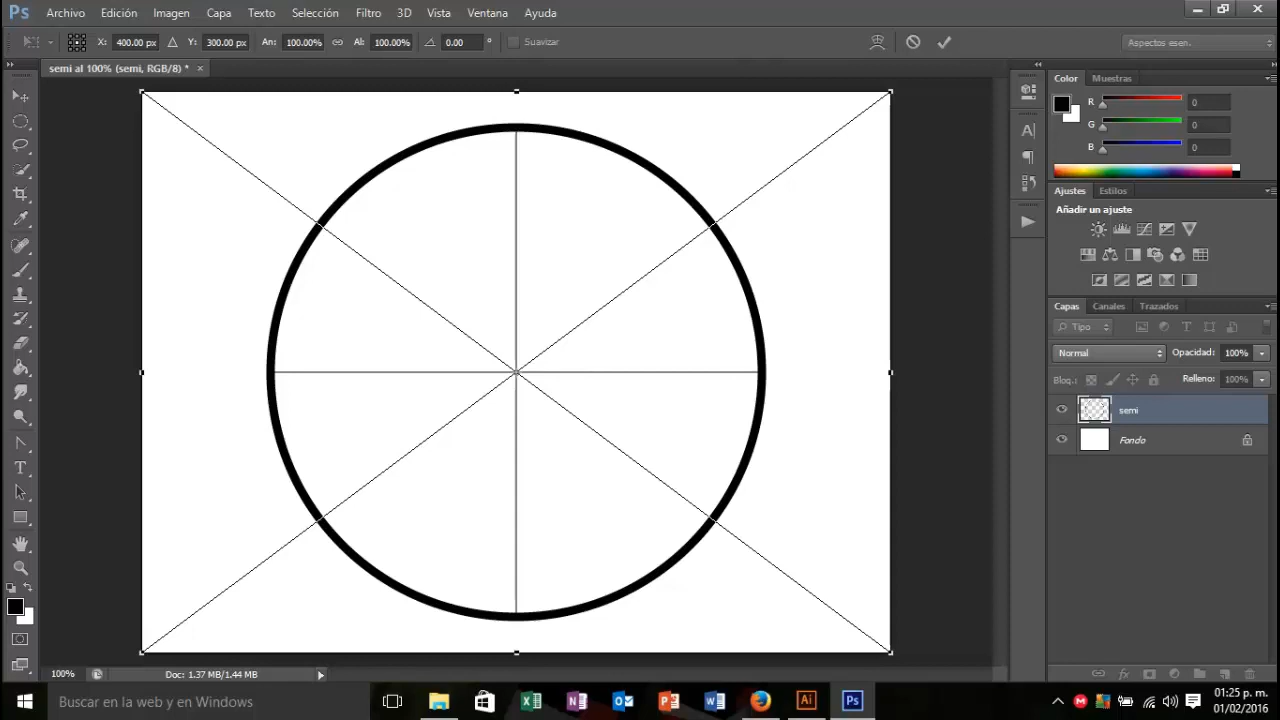 Ps Archivo Edición Imagen Capa Texto Selección Filtro 3D Vista Ventana Ayuda
X: 400.00 px Y: 300.00 px An: 100.00% Al: 100.00% 0.00 ° Suavizar Aspectos esen.
semi al 100% (semi, RGB/8) * ×
Color Muestras
R 0
G 0
B 0
Ajustes Estilos
Añadir un ajuste
Capas Canales Trazados
Tipo
Normal Opacidad: 100%
Bloq.: Relleno: 100%
semi
Fondo
100% Doc: 1.37 MB/1.44 MB
Buscar en la web y en Windows
01:25 p. m.
01/02/2016